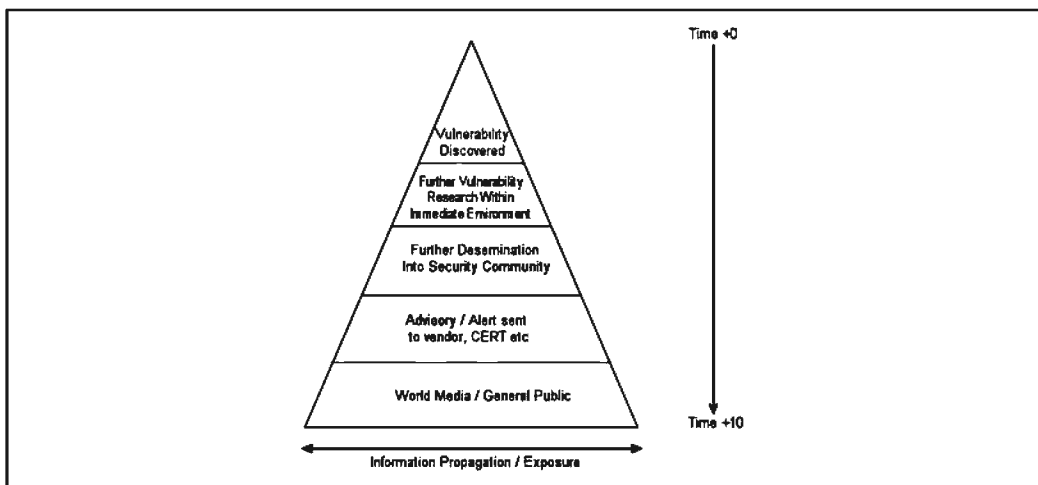 Time +0
Vulnerability
Discovered
Further Vulnerability
Research Within
Immediate Environment
Further Desemination
Into Security Community
Advisory / Alert sent
to vendor, CERT etc
World Media / General Public
Time +10
Information Propagation / Exposure